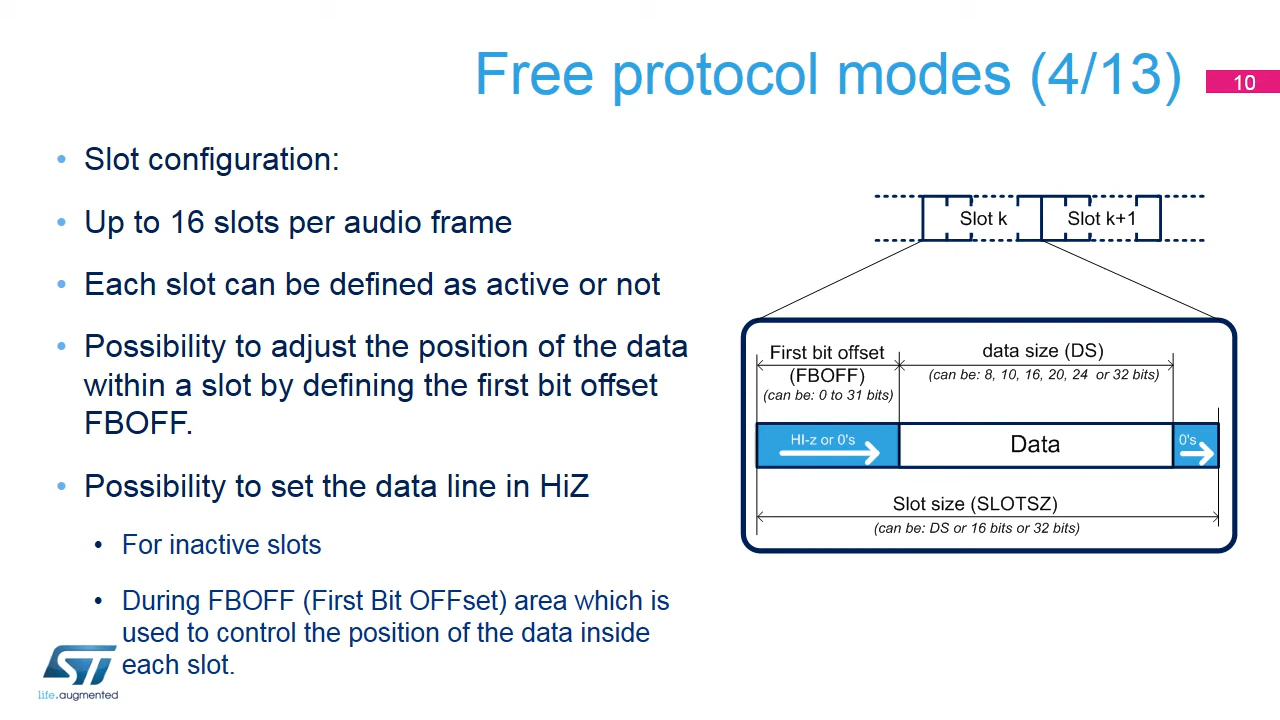 Free protocol modes (4/13)
10
• Slot configuration:
• Up to 16 slots per audio frame
• Each slot can be defined as active or not
• Possibility to adjust the position of the data
within a slot by defining the first bit offset
FBOFF.
• Possibility to set the data line in HiZ
• For inactive slots
• During FBOFF (First Bit OFFset) area which is
used to control the position of the data inside
each slot.
Slot k
Slot k+1
First bit offset
(FBOFF)
(can be: 0 to 31 bits)
data size (DS)
(can be: 8, 10, 16, 20, 24 or 32 bits)
HI-z or 0's
Data
0's
Slot size (SLOTSZ)
(can be: DS or 16 bits or 32 bits)
ST
life.augmented